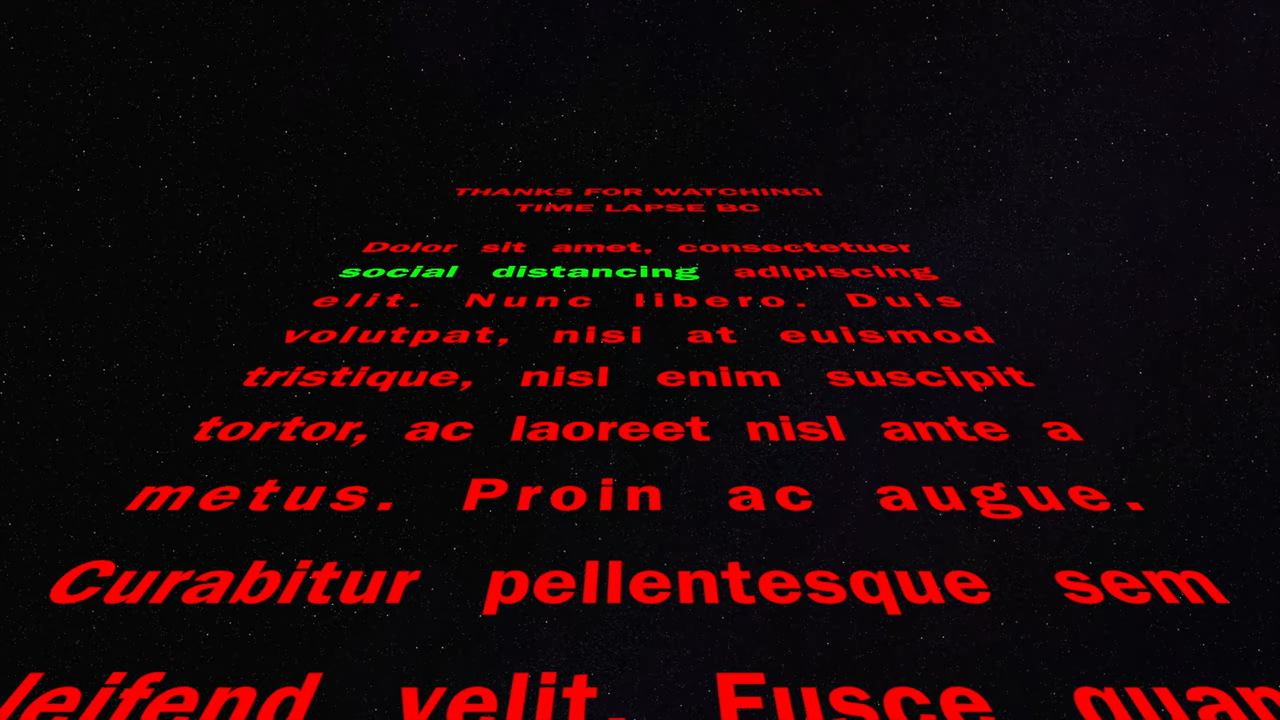 THANKS FOR WATCHING!
TIME LAPSE BC
Dolor sit amet, consectetuer
social distancing adipiscing
elit. Nunc libero. Duis
volutpat, nisi at euismod
tristique, nisl enim suscipit
tortor, ac laoreet nisl ante a
metus. Proin ac augue.
Curabitur pellentesque sem
velit. Fusce